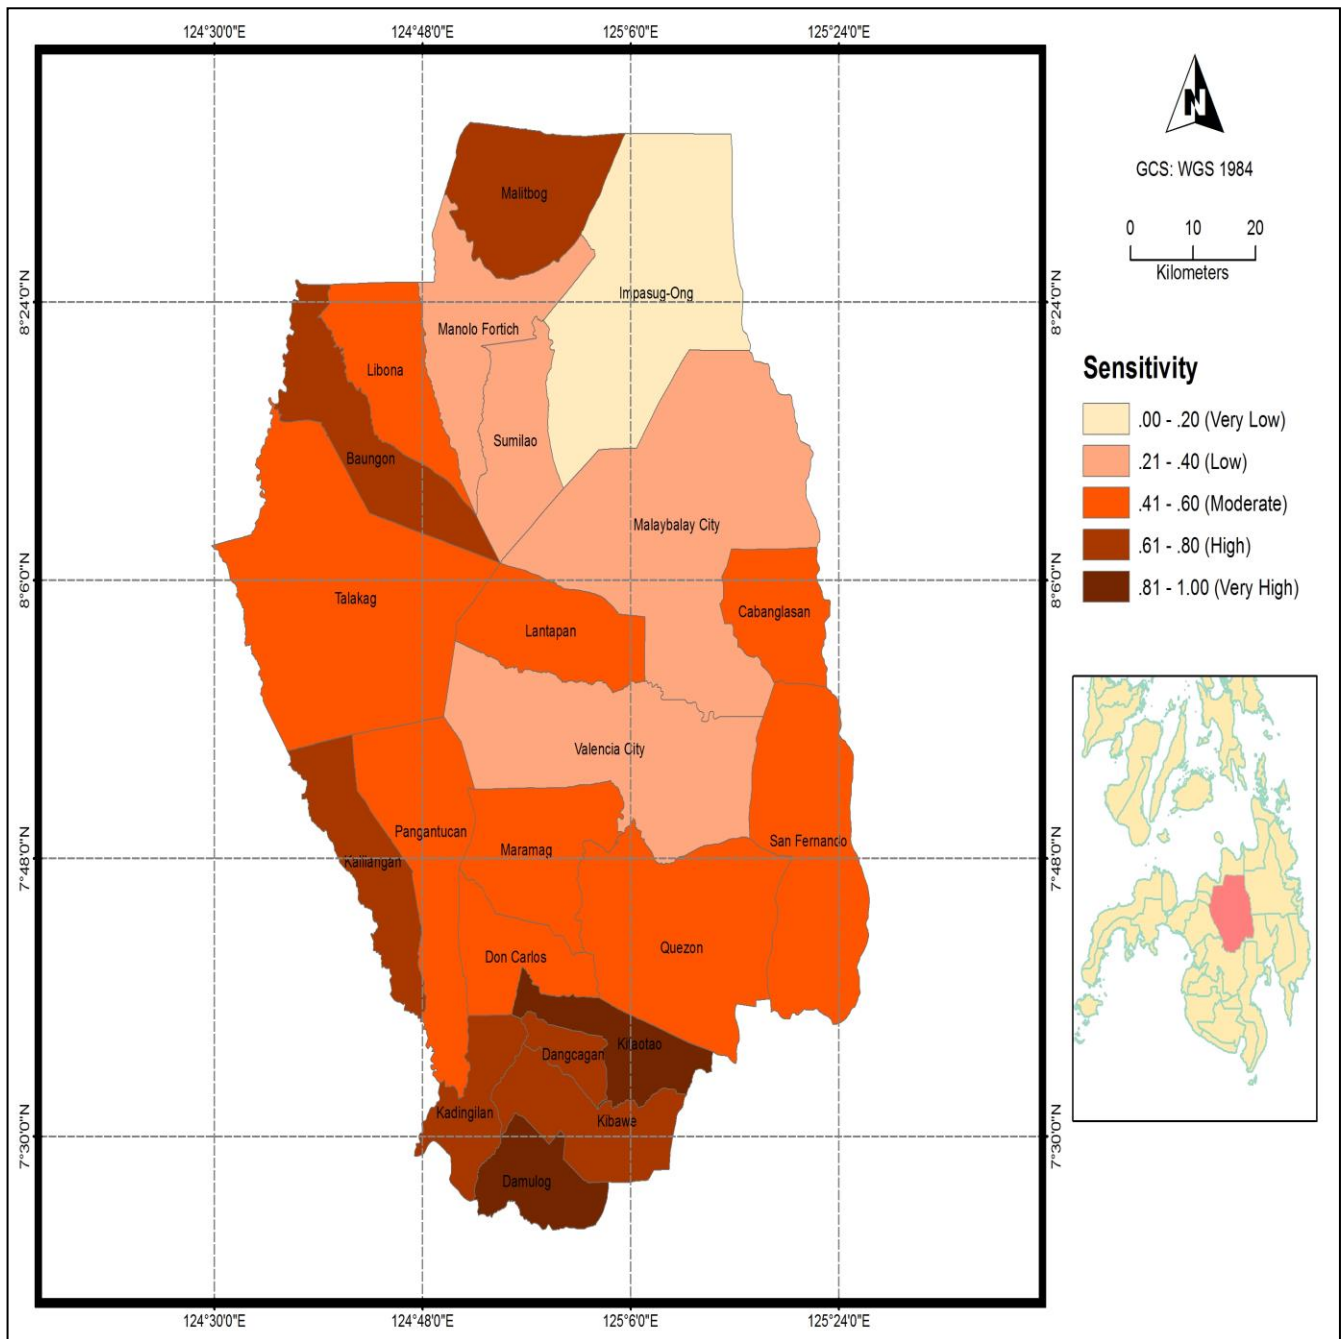 124°30'0"E
124°48'0"E
125°6'0"E
125°24'0"E
N
GCS: WGS 1984
0 10 20
Kilometers
8°24'0"N
8°24'0"N
8°6'0"N
8°6'0"N
7°48'0"N
7°48'0"N
7°30'0"N
7°30'0"N
Malitbog
Impasug-Ong
Manolo Fortich
Libona
Sumilao
Baungon
Malaybalay City
Talakag
Cabanglasan
Lantapan
Valencia City
Pangantucan
Maramag
San Fernando
Kalilangan
Don Carlos
Quezon
Kitaotao
Dangcagan
Kadingilan
Kibawe
Damulog
Sensitivity
.00 - .20 (Very Low)
.21 - .40 (Low)
.41 - .60 (Moderate)
.61 - .80 (High)
.81 - 1.00 (Very High)
124°30'0"E
124°48'0"E
125°6'0"E
125°24'0"E